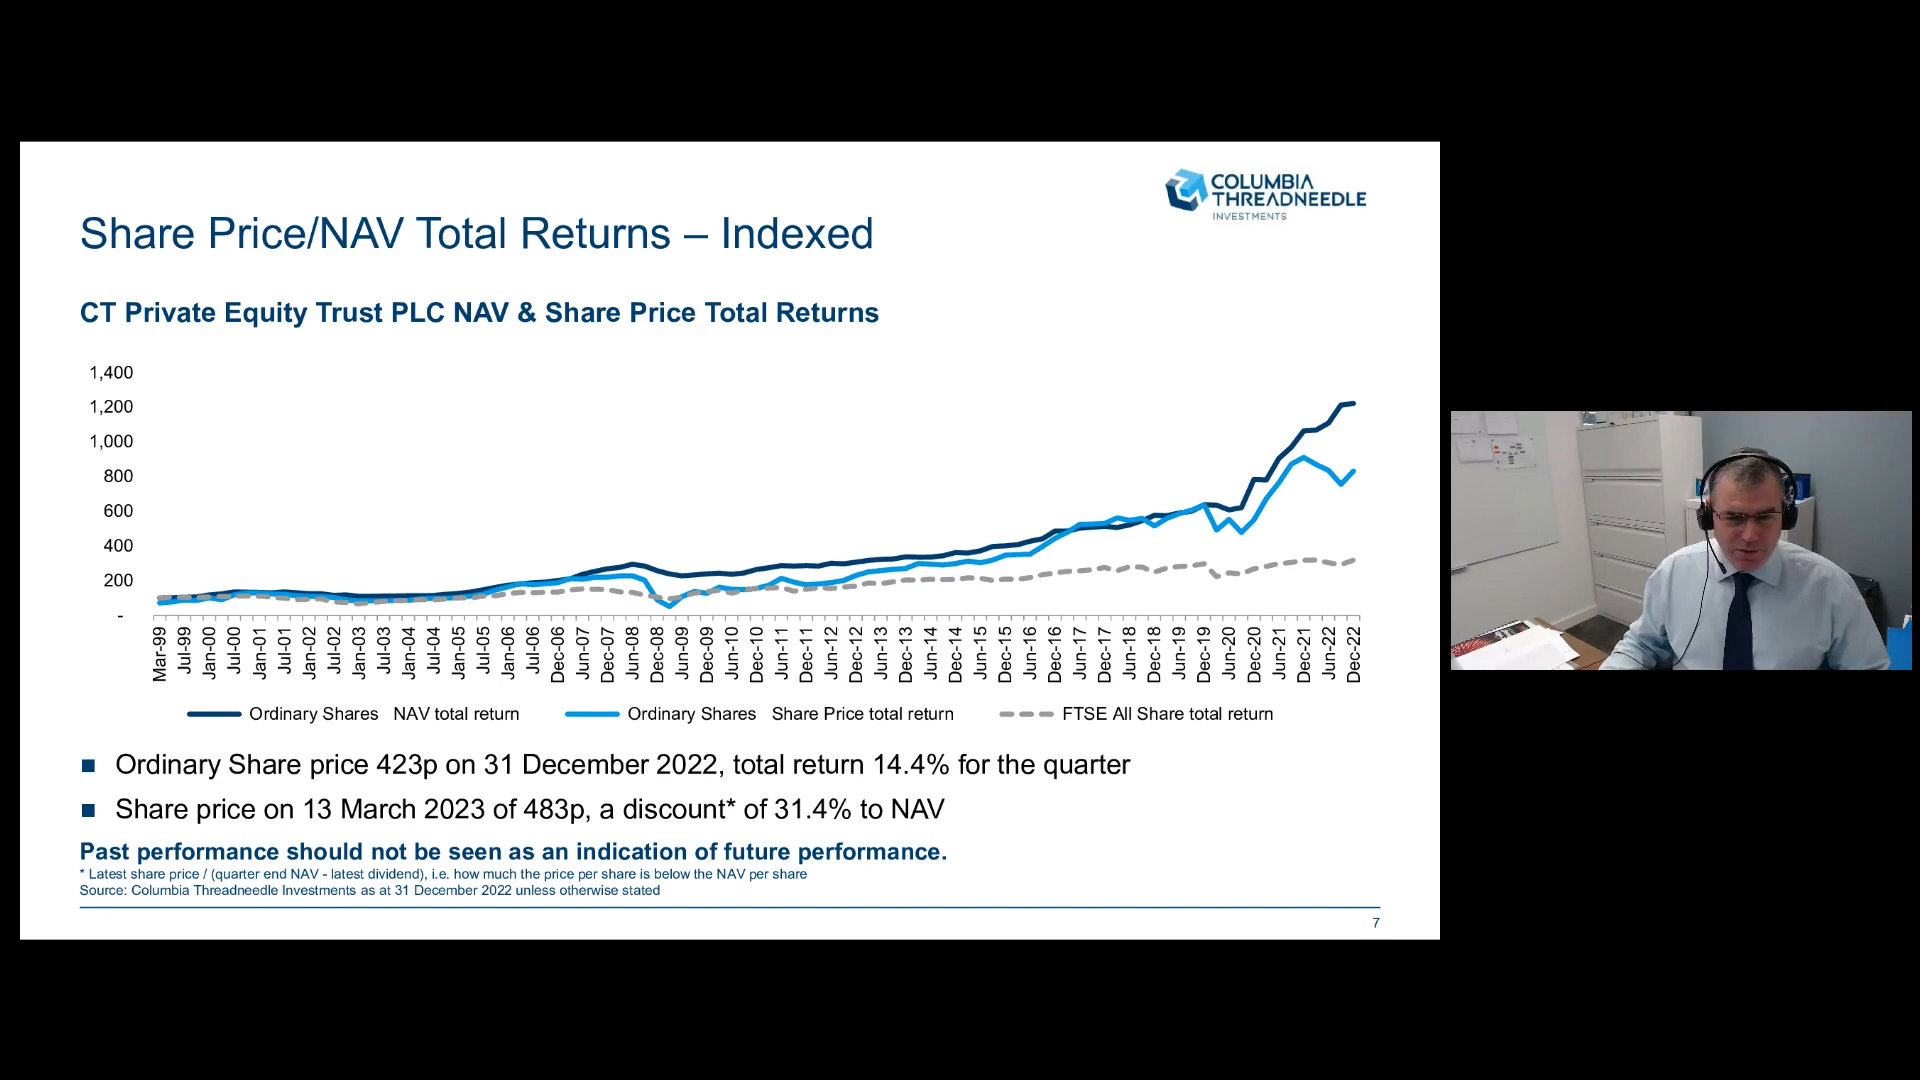 COLUMBIA
THREADNEEDLE
INVESTMENTS
Share Price/NAV Total Returns – Indexed
CT Private Equity Trust PLC NAV & Share Price Total Returns
1,400
1,200
1,000
800
600
400
200
-
Mar-99 Jul-99 Jan-00 Jul-00 Jan-01 Jul-01 Jan-02 Jul-02 Jan-03 Jul-03 Jan-04 Jul-04 Jan-05 Jul-05 Jan-06 Jul-06 Dec-06 Jun-07 Dec-07 Jun-08 Dec-08 Jun-09 Dec-09 Jun-10 Dec-10 Jun-11 Dec-11 Jun-12 Dec-12 Jun-13 Dec-13 Jun-14 Dec-14 Jun-15 Dec-15 Jun-16 Dec-16 Jun-17 Dec-17 Jun-18 Dec-18 Jun-19 Dec-19 Jun-20 Dec-20 Jun-21 Dec-21 Jun-22 Dec-22
Ordinary Shares NAV total return Ordinary Shares Share Price total return FTSE All Share total return
■ Ordinary Share price 423p on 31 December 2022, total return 14.4% for the quarter
■ Share price on 13 March 2023 of 483p, a discount* of 31.4% to NAV
Past performance should not be seen as an indication of future performance.
* Latest share price / (quarter end NAV - latest dividend), i.e. how much the price per share is below the NAV per share
Source: Columbia Threadneedle Investments as at 31 December 2022 unless otherwise stated
7